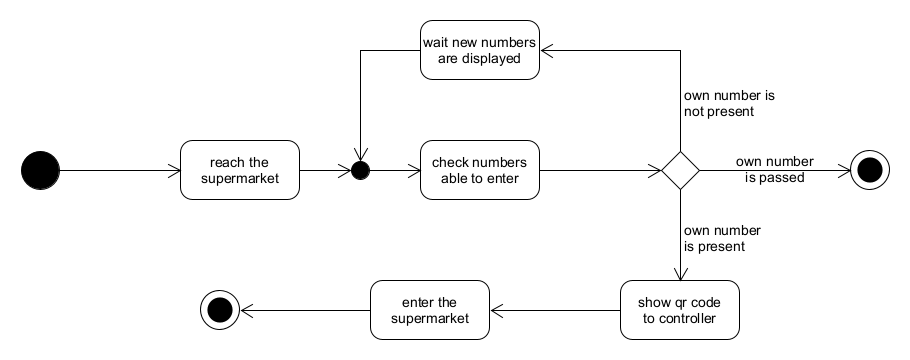 wait new numbers
are displayed
own number is
not present
reach the
supermarket
check numbers
able to enter
own number
is passed
own number
is present
enter the
supermarket
show qr code
to controller